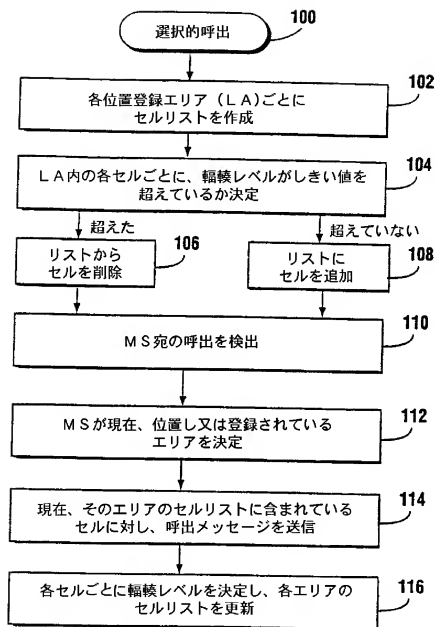 選択的呼出
100
各位置登録エリア(LA)ごとに
セルリストを作成
102
LA内の各セルごとに、輻輳レベルがしきい値を
超えているか決定
104
超えた
超えていない
リストから
セルを削除
106
リストに
セルを追加
108
MS宛の呼出を検出
110
MSが現在、位置し又は登録されている
エリアを決定
112
現在、そのエリアのセルリストに含まれている
セルに対し、呼出メッセージを送信
114
各セルごとに輻輳レベルを決定し、各エリアの
セルリストを更新
116